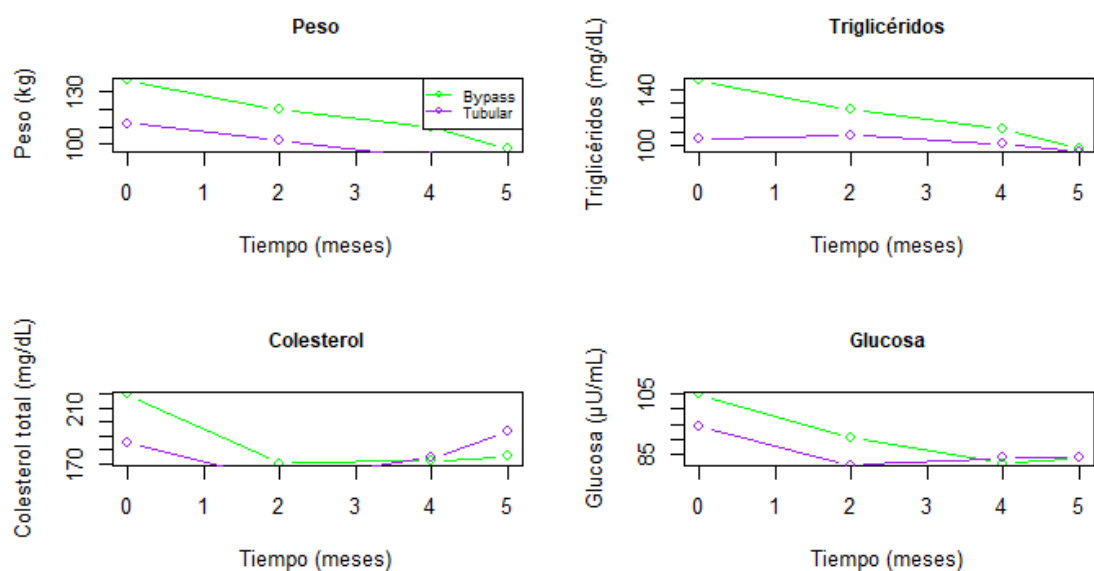 Peso
Peso (kg)
130
100
Bypass
Tubular
0 1 2 3 4 5
Tiempo (meses)
Triglicéridos
Triglicéridos (mg/dL)
140
100
0 1 2 3 4 5
Tiempo (meses)
Colesterol
Colesterol total (mg/dL)
210
170
0 1 2 3 4 5
Tiempo (meses)
Glucosa
Glucosa (µU/mL)
105
85
0 1 2 3 4 5
Tiempo (meses)